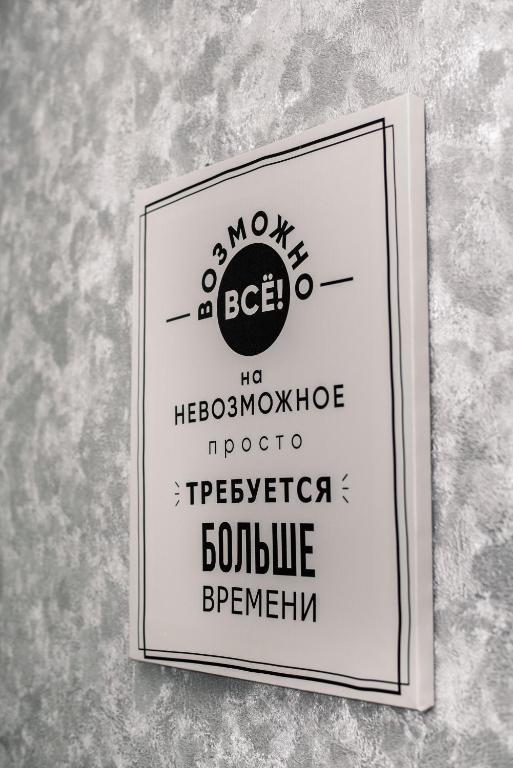 ВОЗМОЖНО
ВСЁ!
на
НЕВОЗМОЖНОЕ
просто
ТРЕБУЕТСЯ
БОЛЬШЕ
ВРЕМЕНИ